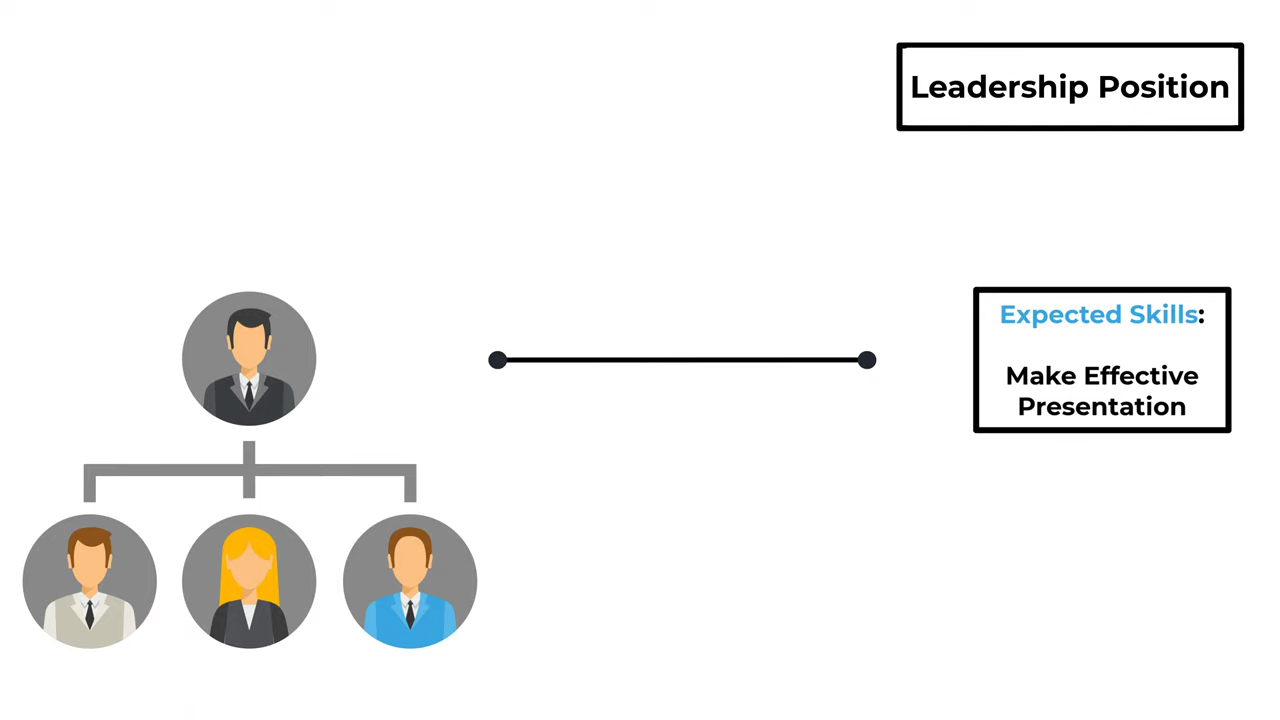 Leadership Position
Expected Skills:
Make Effective
Presentation